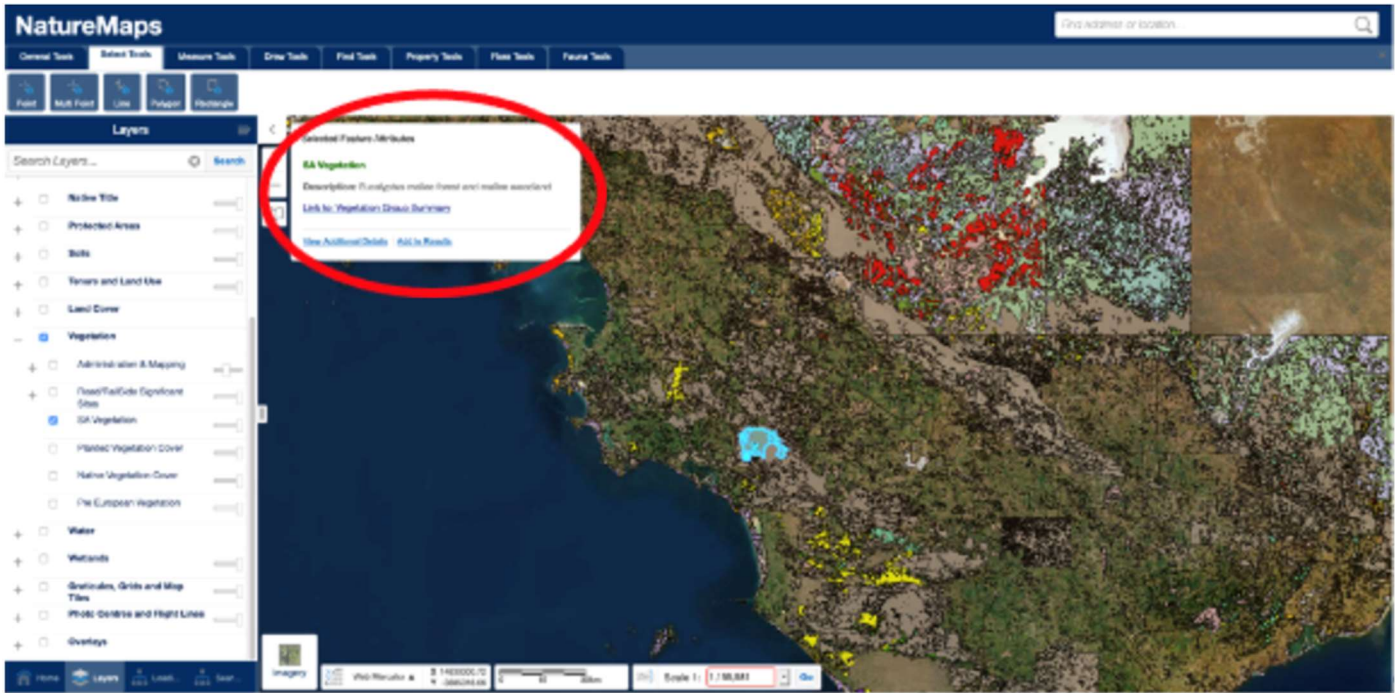 NatureMaps
Find address or location...
General Tools
Select Tools
Measure Tools
Draw Tools
Find Tools
Property Tools
Flora Tools
Fauna Tools
Point
Multi Point
Line
Polygon
Rectangle
Layers
Search Layers...
Search
Native Title
Protected Areas
Soils
Tenure and Land Use
Land Cover
Vegetation
Administration & Mapping
Road/RailSide Significant
Sites
SA Vegetation
Planted Vegetation Cover
Native Vegetation Cover
Pre European Vegetation
Water
Wetlands
Graticules, Grids and Map
Tiles
Photo Centres and Flight Lines
Overlays
Home
Layers
Selected Feature Attributes
SA Vegetation
Description: Eucalyptus mallee forest and mallee woodland
Link for Vegetation Group Summary
View Additional Details
Add to Results
Imagery
Web Mercator
Scale 1:
Go